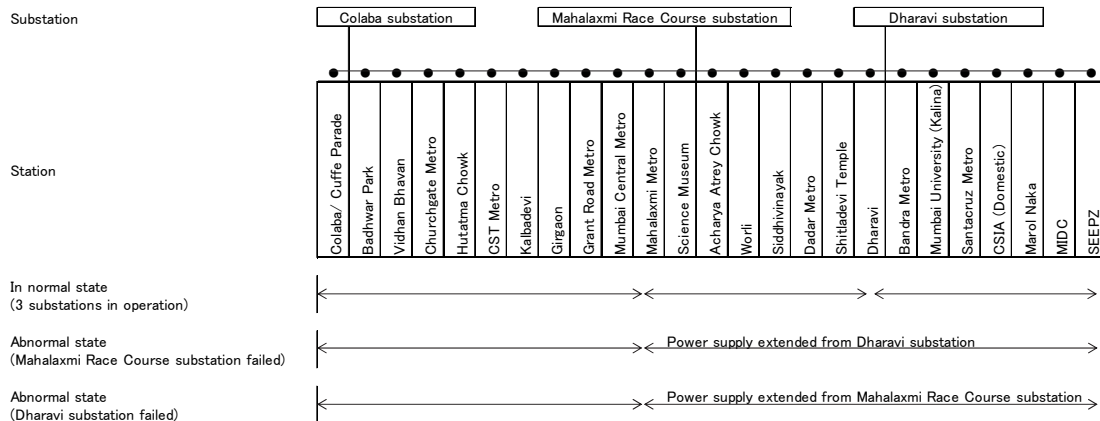 Substation
Colaba substation
Mahalaxmi Race Course substation
Dharavi substation
Station
Colaba/ Cuffe Parade
Badhwar Park
Vidhan Bhavan
Churchgate Metro
Hutatma Chowk
CST Metro
Kalbadevi
Girgaon
Grant Road Metro
Mumbai Central Metro
Mahalaxmi Metro
Science Museum
Acharya Atrey Chowk
Worli
Siddhivinayak
Dadar Metro
Shitladevi Temple
Dharavi
Bandra Metro
Mumbai University (Kalina)
Santacruz Metro
CSIA (Domestic)
Marol Naka
MIDC
SEEPZ
In normal state
(3 substations in operation)
Abnormal state
(Mahalaxmi Race Course substation failed)
Power supply extended from Dharavi substation
Abnormal state
(Dharavi substation failed)
Power supply extended from Mahalaxmi Race Course substation